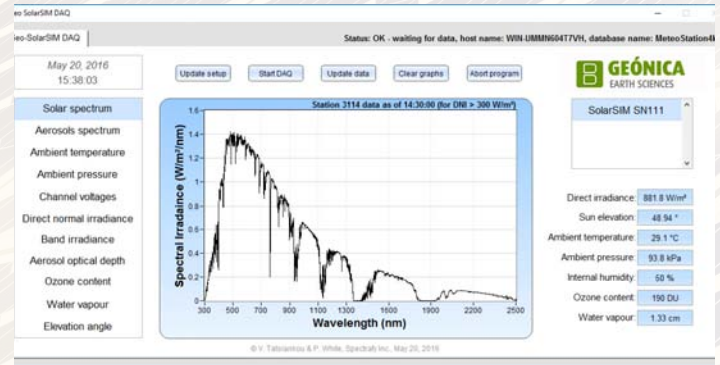 eo SolarSIM DAQ
eo-SolarSIM DAQ
Status: OK - waiting for data, host name: WIN-UMMN604T7VH, database name: MeteoStation4k
May 20, 2016
15:38:03
Update setup
Start DAQ
Update data
Clear graphs
Abort program
GEÓNICA
EARTH SCIENCES
Solar spectrum
Aerosols spectrum
Ambient temperature
Ambient pressure
Channel voltages
Direct normal irradiance
Band irradiance
Aerosol optical depth
Ozone content
Water vapour
Elevation angle
Station 3114 data as of 14:30:00 (for DNI > 300 W/m²)
Spectral Irradaince (W/m²/nm)
1.6
1.4
1.2
1
0.8
0.6
0.4
0.2
0
300 500 700 900 1100 1300 1600 1900 2200 2500
Wavelength (nm)
SolarSIM SN111
Direct irradiance: 881.8 W/m²
Sun elevation: 48.94 °
Ambient temperature: 29.1 °C
Ambient pressure: 93.8 kPa
Internal humidity: 60 %
Ozone content: 190 DU
Water vapour: 1.33 cm
© V. Tatsiankou & P. White, Spectrafy Inc., May 20, 2016